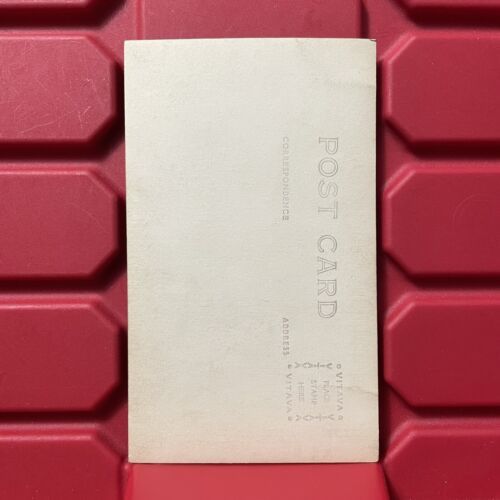 POST CARD
CORRESPONDENCE
ADDRESS
VITAVA
PLACE
STAMP
HERE
VITAVA